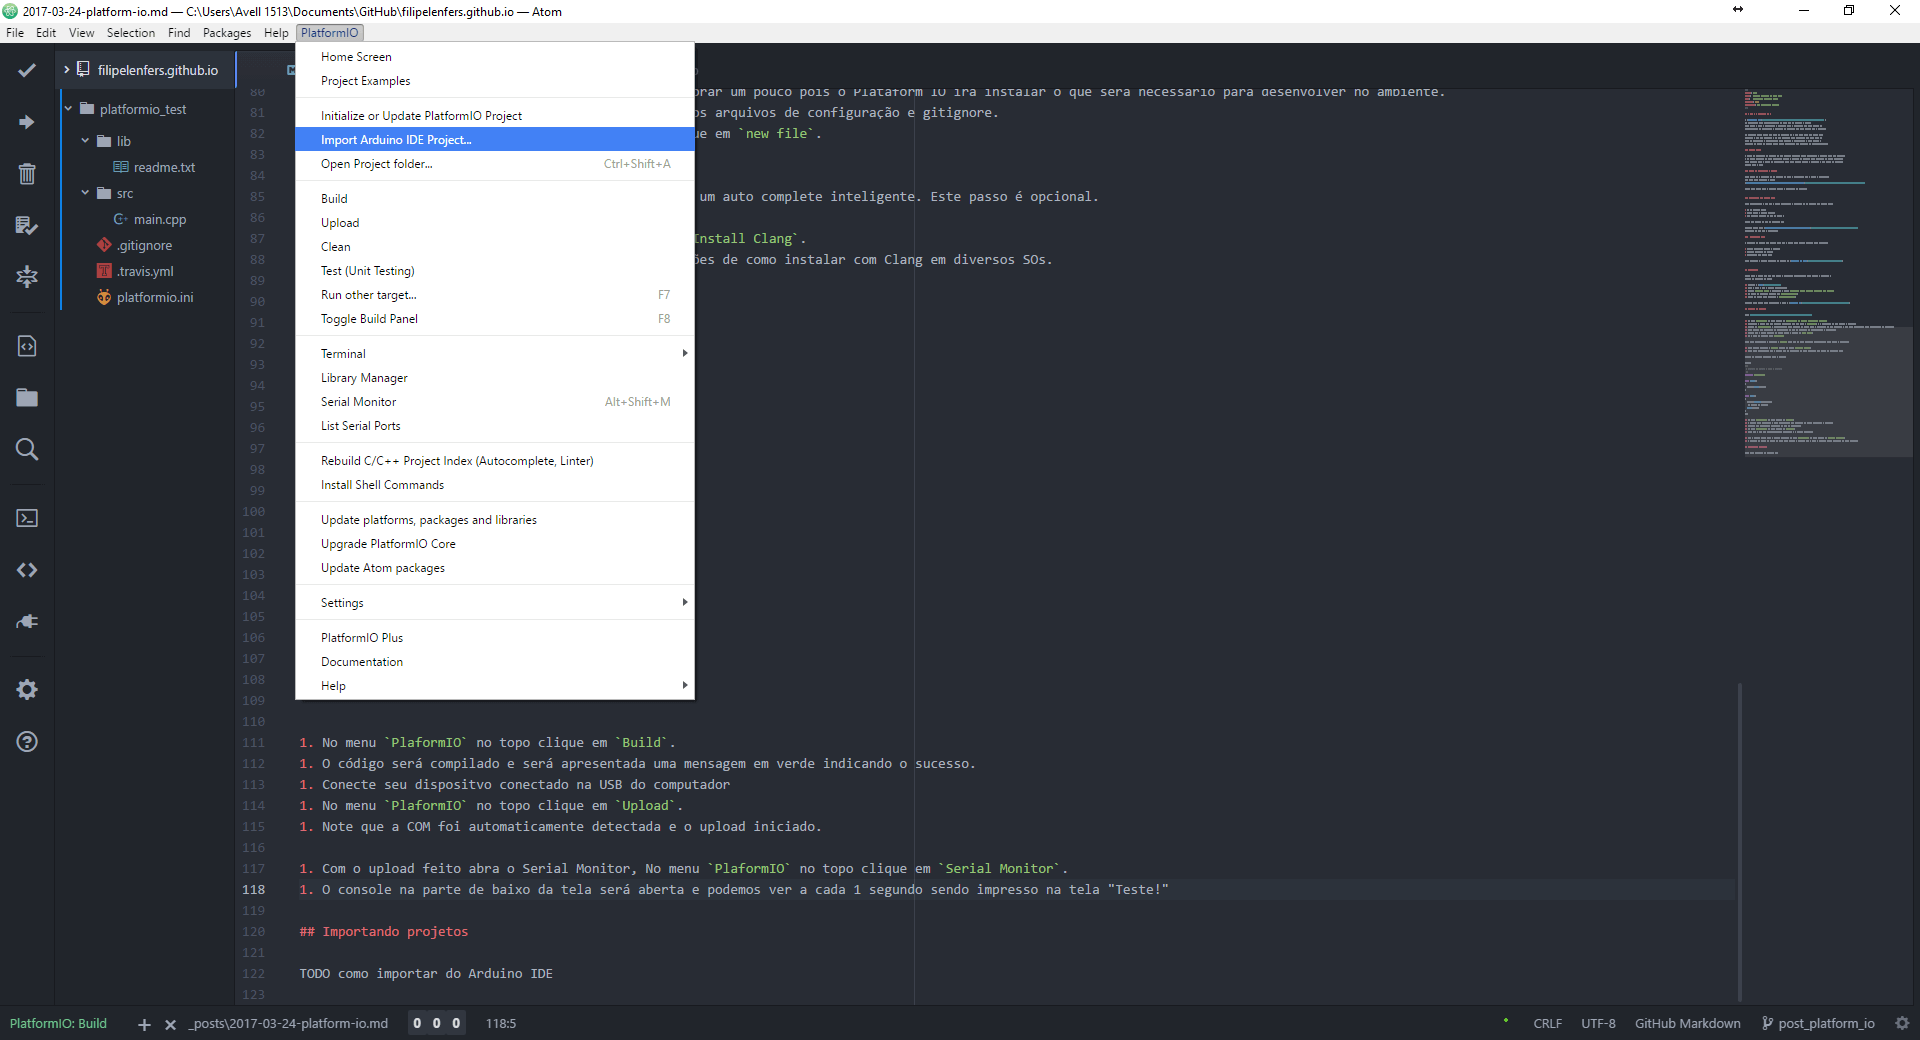 2017-03-24-platform-io.md — C:\Users\Avell 1513\Documents\GitHub\filipelenfers.github.io — Atom
File Edit View Selection Find Packages Help PlatformIO
filipelenfers.github.io
platformio_test
lib
readme.txt
src
main.cpp
.gitignore
.travis.yml
platformio.ini
Home Screen
Project Examples
Initialize or Update PlatformIO Project
Import Arduino IDE Project...
Open Project folder... Ctrl+Shift+A
Build
Upload
Clean
Test (Unit Testing)
Run other target... F7
Toggle Build Panel F8
Terminal
Library Manager
Serial Monitor Alt+Shift+M
List Serial Ports
Rebuild C/C++ Project Index (Autocomplete, Linter)
Install Shell Commands
Update platforms, packages and libraries
Upgrade PlatformIO Core
Update Atom packages
Settings
PlatformIO Plus
Documentation
Help
80 orar um pouco pois o Plataform IO irá instalar o que será necessário para desenvolver no ambiente.
81 os arquivos de configuração e gitignore.
82 ue em `new file`.
83
84
85 um auto complete inteligente. Este passo é opcional.
86
87 Install Clang`.
88 ões de como instalar com Clang em diversos SOs.
89
90
91
92
93
94
95
96
97
98
99
100
101
102
103
104
105
106
107
108
109
110
111 1. No menu `PlaformIO` no topo clique em `Build`.
112 1. O código será compilado e será apresentada uma mensagem em verde indicando o sucesso.
113 1. Conecte seu dispositvo conectado na USB do computador
114 1. No menu `PlaformIO` no topo clique em `Upload`.
115 1. Note que a COM foi automaticamente detectada e o upload iniciado.
116
117 1. Com o upload feito abra o Serial Monitor, No menu `PlaformIO` no topo clique em `Serial Monitor`.
118 1. O console na parte de baixo da tela será aberta e podemos ver a cada 1 segundo sendo impresso na tela "Teste!"
119
120 ## Importando projetos
121
122 TODO como importar do Arduino IDE
123
PlatformIO: Build + × _posts\2017-03-24-platform-io.md 0 0 0 118:5 CRLF UTF-8 GitHub Markdown post_platform_io